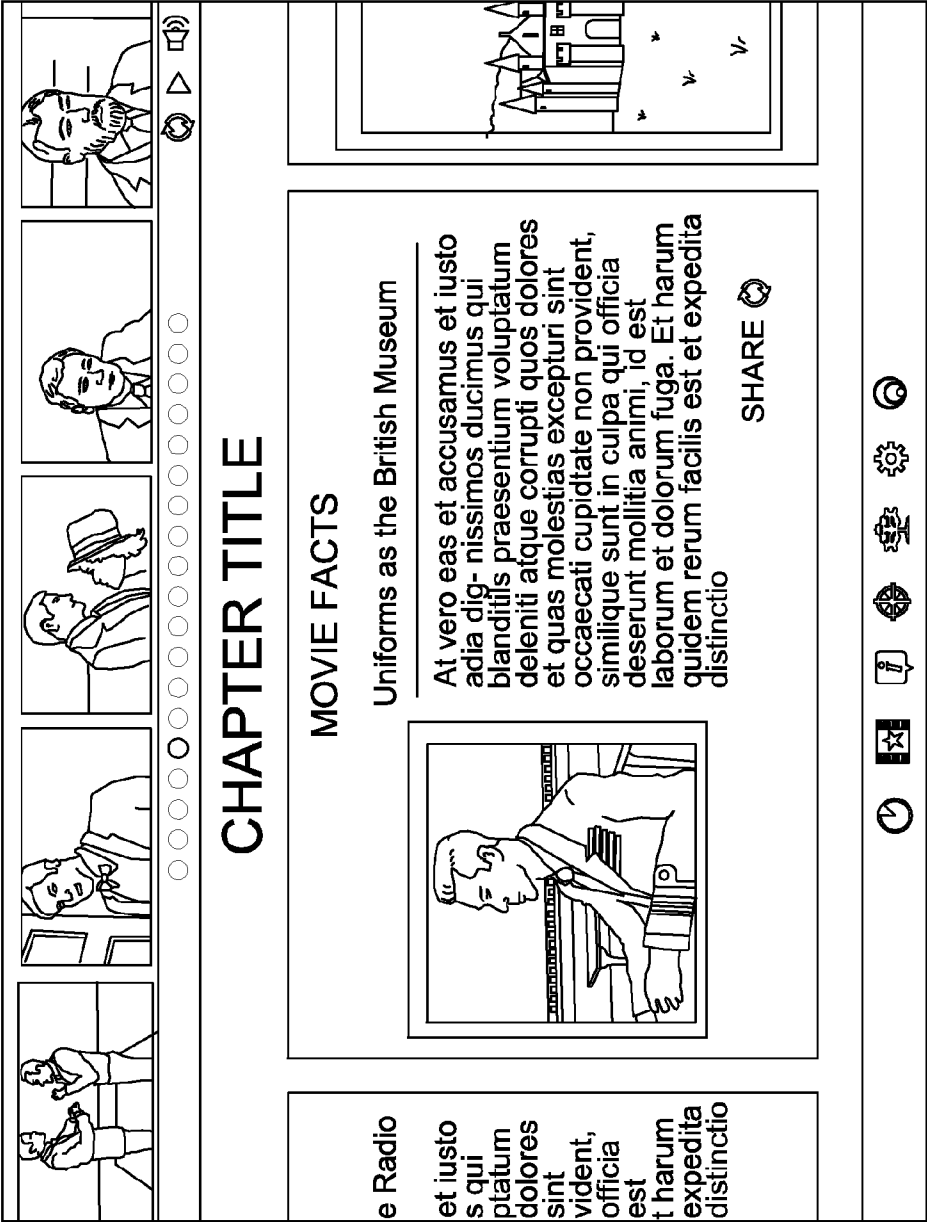 CHAPTER TITLE
e Radio
et iusto
s qui
ptatum
dolores
sint
vident,
officia
est
t harum
expedita
distinctio
MOVIE FACTS
Uniforms as the British Museum
At vero eas et accusamus et iusto
adia dig- nissimos ducimus qui
blanditiis praesentium voluptatum
deleniti atque corrupti quos dolores
et quas molestias excepturi sint
occaecati cupidtate non provident,
similique sunt in culpa qui officia
deserunt mollitia animi, id est
laborum et dolorum fuga. Et harum
quidem rerum facilis est et expedita
distinctio
SHARE
i